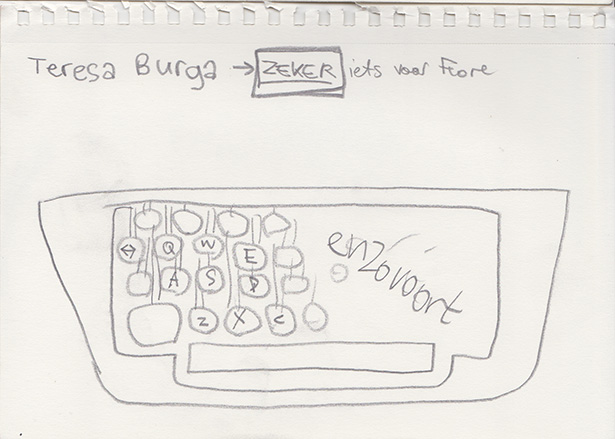 Teresa Burga → ZEKER iets voor Fiore
↔ Q W E
A S D
enzovoort
Z X C